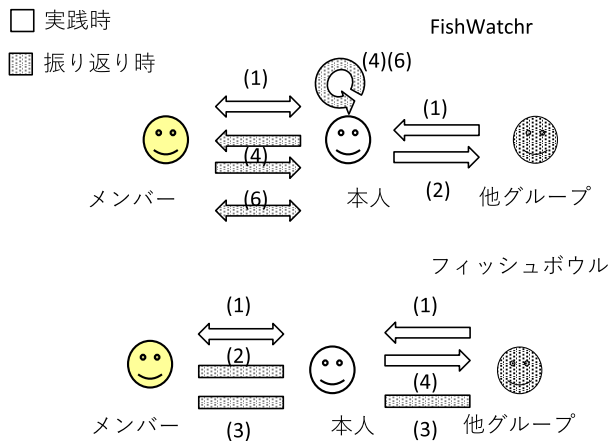 実践時
FishWatchr
振り返り時
(4)(6)
(1)
(1)
(4)
(2)
(6)
メンバー
本人
他グループ
フィッシュボウル
(1)
(1)
(2)
(4)
(3)
(3)
メンバー
本人
他グループ